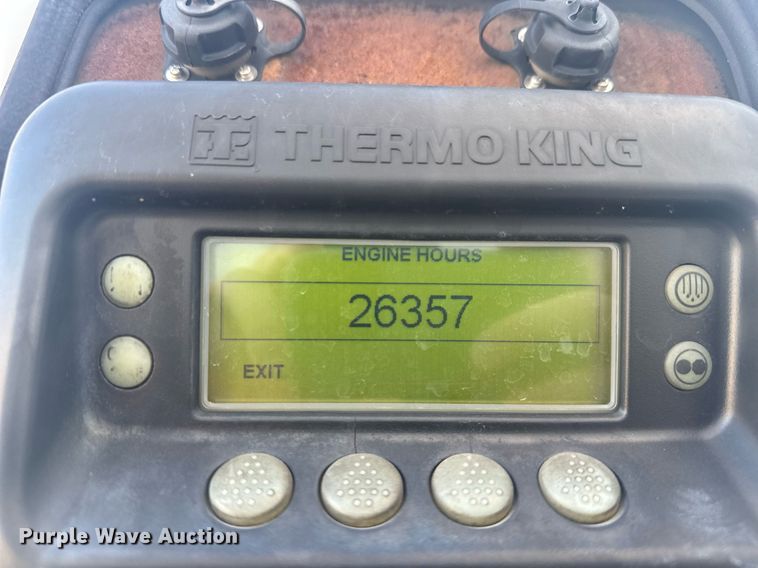 THERMO KING
ENGINE HOURS
26357
EXIT
Purple Wave Auction